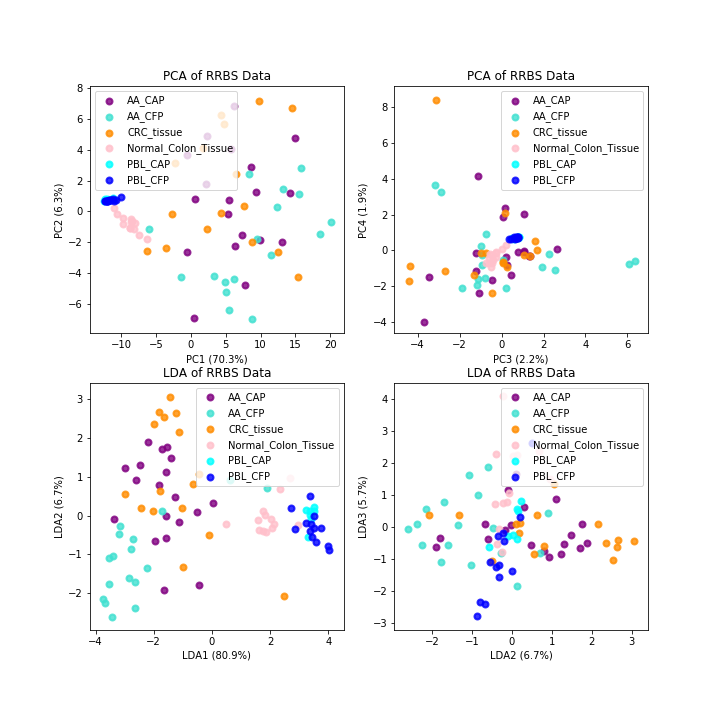 PCA of RRBS Data
8
6
4
2
0
−2
−4
−6
PC2 (6.3%)
AA_CAP
AA_CFP
CRC_tissue
Normal_Colon_Tissue
PBL_CAP
PBL_CFP
−10
−5
0
5
10
15
20
PC1 (70.3%)
PCA of RRBS Data
8
6
4
2
0
−2
−4
PC4 (1.9%)
AA_CAP
AA_CFP
CRC_tissue
Normal_Colon_Tissue
PBL_CAP
PBL_CFP
−4
−2
0
2
4
6
PC3 (2.2%)
LDA of RRBS Data
3
2
1
0
−1
−2
LDA2 (6.7%)
AA_CAP
AA_CFP
CRC_tissue
Normal_Colon_Tissue
PBL_CAP
PBL_CFP
−4
−2
0
2
4
LDA1 (80.9%)
LDA of RRBS Data
4
3
2
1
0
−1
−2
−3
LDA3 (5.7%)
AA_CAP
AA_CFP
CRC_tissue
Normal_Colon_Tissue
PBL_CAP
PBL_CFP
−2
−1
0
1
2
3
LDA2 (6.7%)